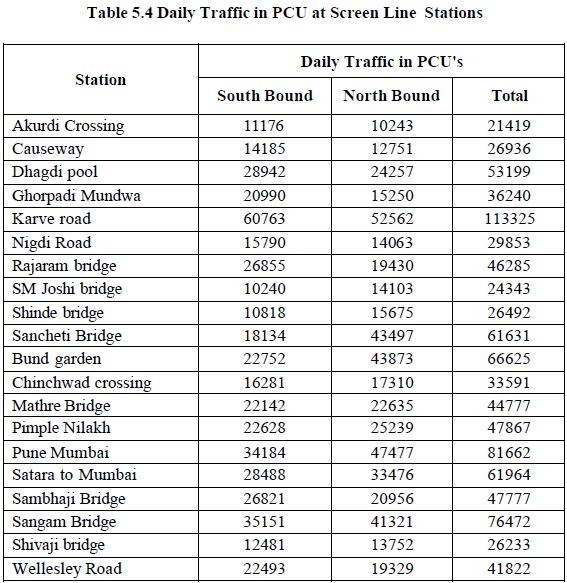 Table 5.4 Daily Traffic in PCU at Screen Line Stations
Station Daily Traffic in PCU's
South Bound North Bound Total
Akurdi Crossing 11176 10243 21419
Causeway 14185 12751 26936
Dhagdi pool 28942 24257 53199
Ghorpadi Mundwa 20990 15250 36240
Karve road 60763 52562 113325
Nigdi Road 15790 14063 29853
Rajaram bridge 26855 19430 46285
SM Joshi bridge 10240 14103 24343
Shinde bridge 10818 15675 26492
Sancheti Bridge 18134 43497 61631
Bund garden 22752 43873 66625
Chinchwad crossing 16281 17310 33591
Mathre Bridge 22142 22635 44777
Pimple Nilakh 22628 25239 47867
Pune Mumbai 34184 47477 81662
Satara to Mumbai 28488 33476 61964
Sambhaji Bridge 26821 20956 47777
Sangam Bridge 35151 41321 76472
Shivaji bridge 12481 13752 26233
Wellesley Road 22493 19329 41822